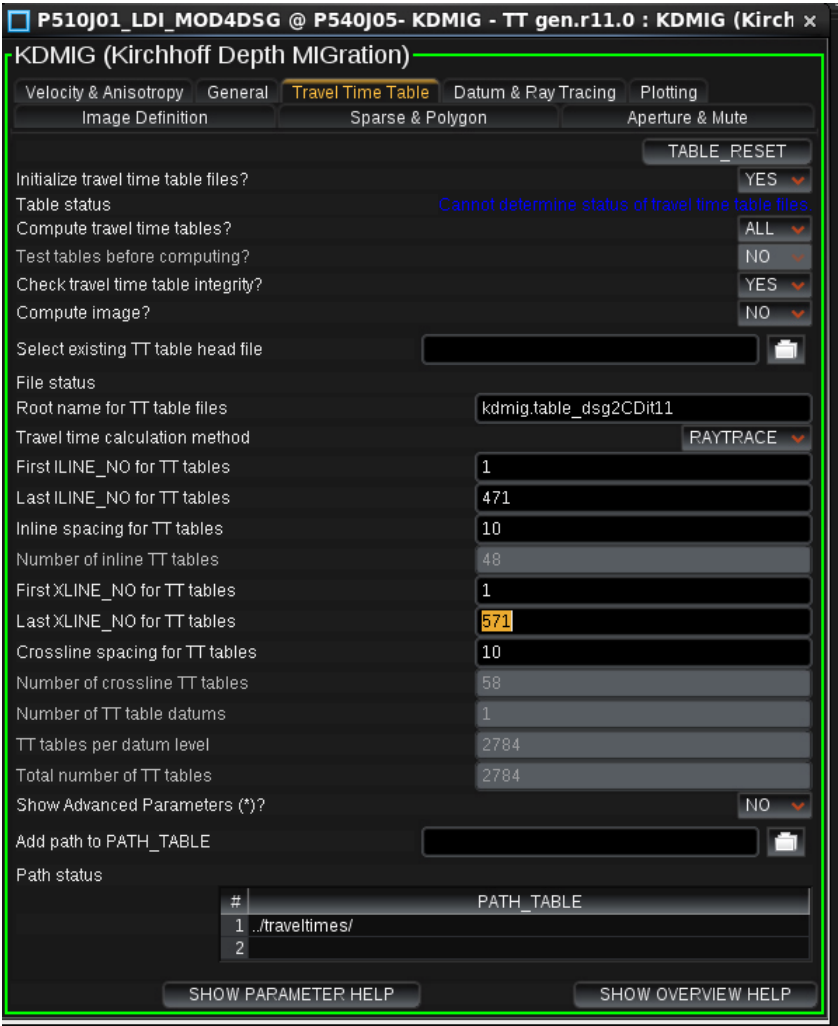 P510J01_LDI_MOD4DSG @ P540J05- KDMIG - TT gen.r11.0 : KDMIG (Kirch ×
KDMIG (Kirchhoff Depth MIGration)
Velocity & Anisotropy General Travel Time Table Datum & Ray Tracing Plotting
Image Definition Sparse & Polygon Aperture & Mute
TABLE_RESET
Initialize travel time table files? YES
Table status Cannot determine status of travel time table files.
Compute travel time tables? ALL
Test tables before computing? NO
Check travel time table integrity? YES
Compute image? NO
Select existing TT table head file
File status
Root name for TT table files kdmig.table_dsg2CDit11
Travel time calculation method RAYTRACE
First ILINE_NO for TT tables 1
Last ILINE_NO for TT tables 471
Inline spacing for TT tables 10
Number of inline TT tables 48
First XLINE_NO for TT tables 1
Last XLINE_NO for TT tables 571
Crossline spacing for TT tables 10
Number of crossline TT tables 58
Number of TT table datums 1
TT tables per datum level 2784
Total number of TT tables 2784
Show Advanced Parameters (*)? NO
Add path to PATH_TABLE
Path status
# PATH_TABLE
1 ../traveltimes/
2
SHOW PARAMETER HELP SHOW OVERVIEW HELP